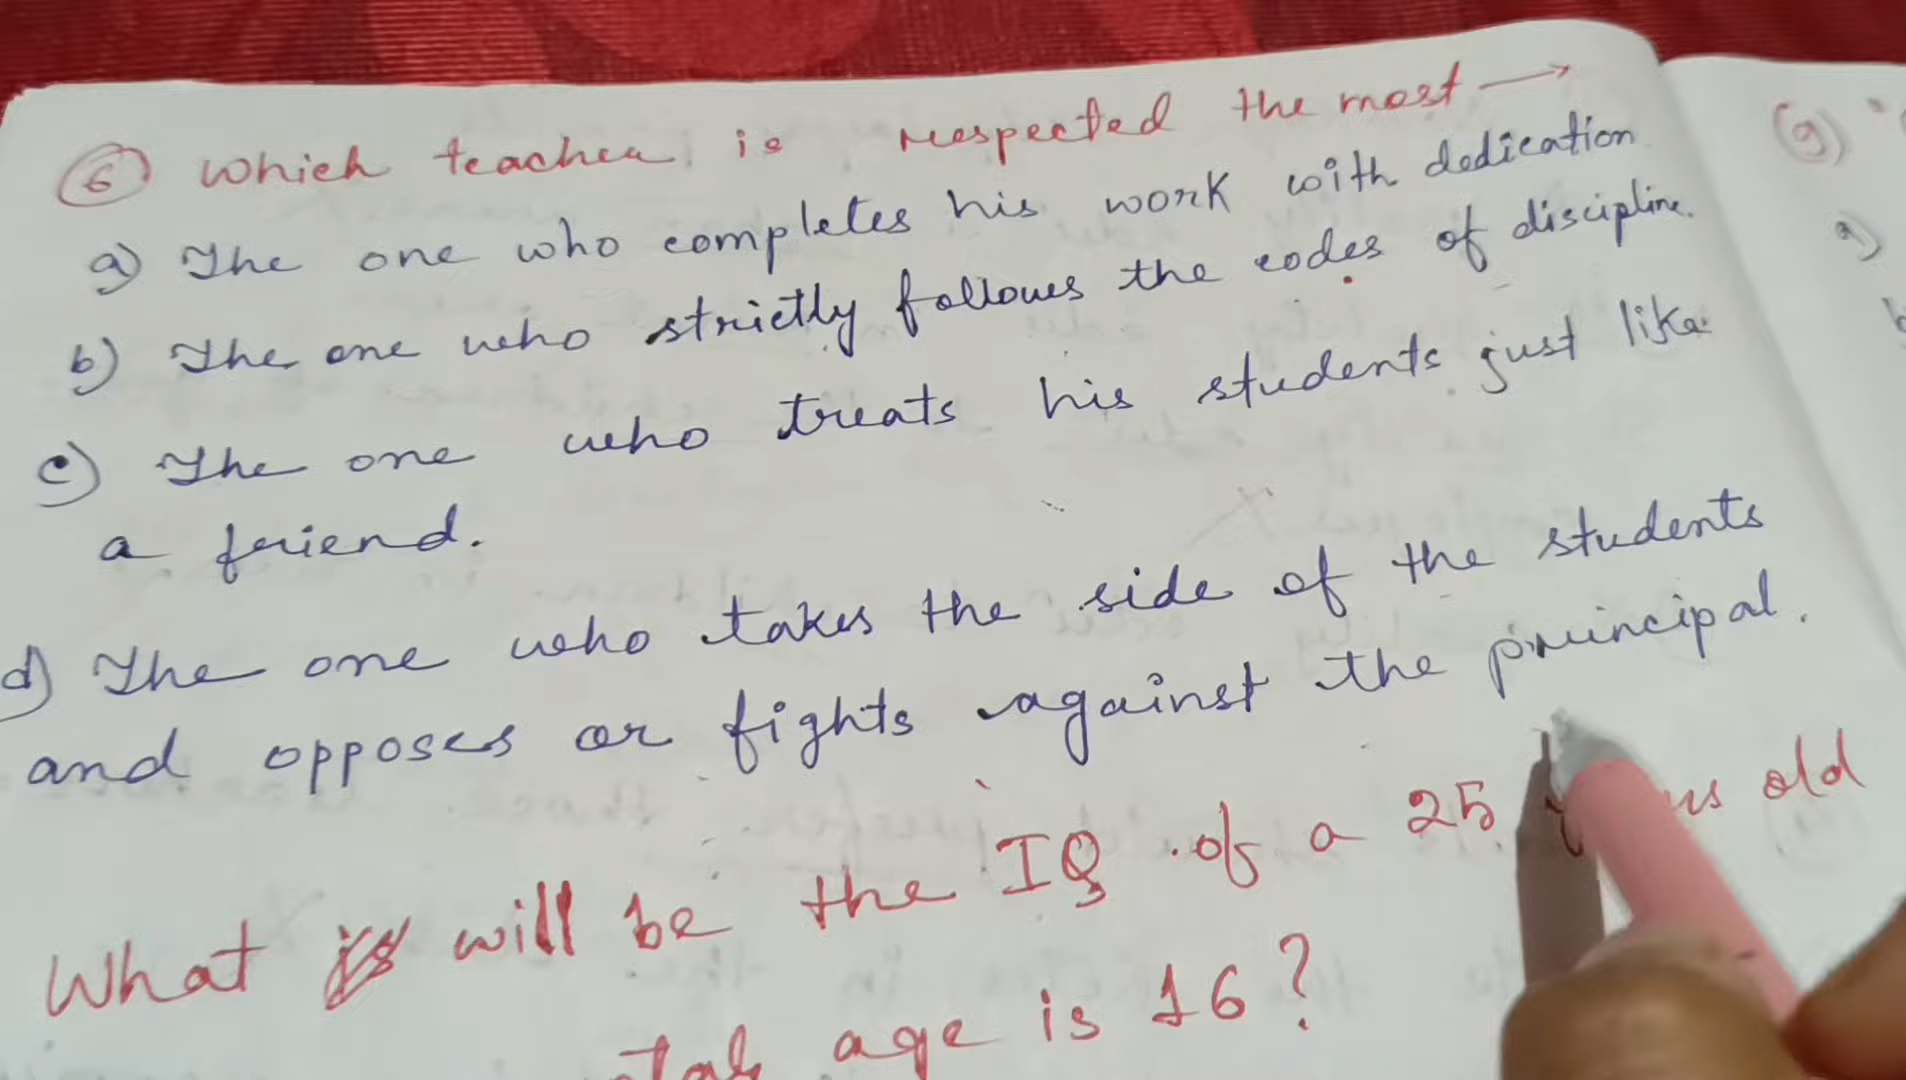 6 Which teacher is respected the most →
a) The one who completes his work with dedication
b) The one who strictly follows the codes of discipline.
c) The one who treats his students just like
a friend.
d) The one who takes the side of the students
and opposes or fights against the principal.
What will be the IQ of a 25 old
age is 16?
(9)
a)